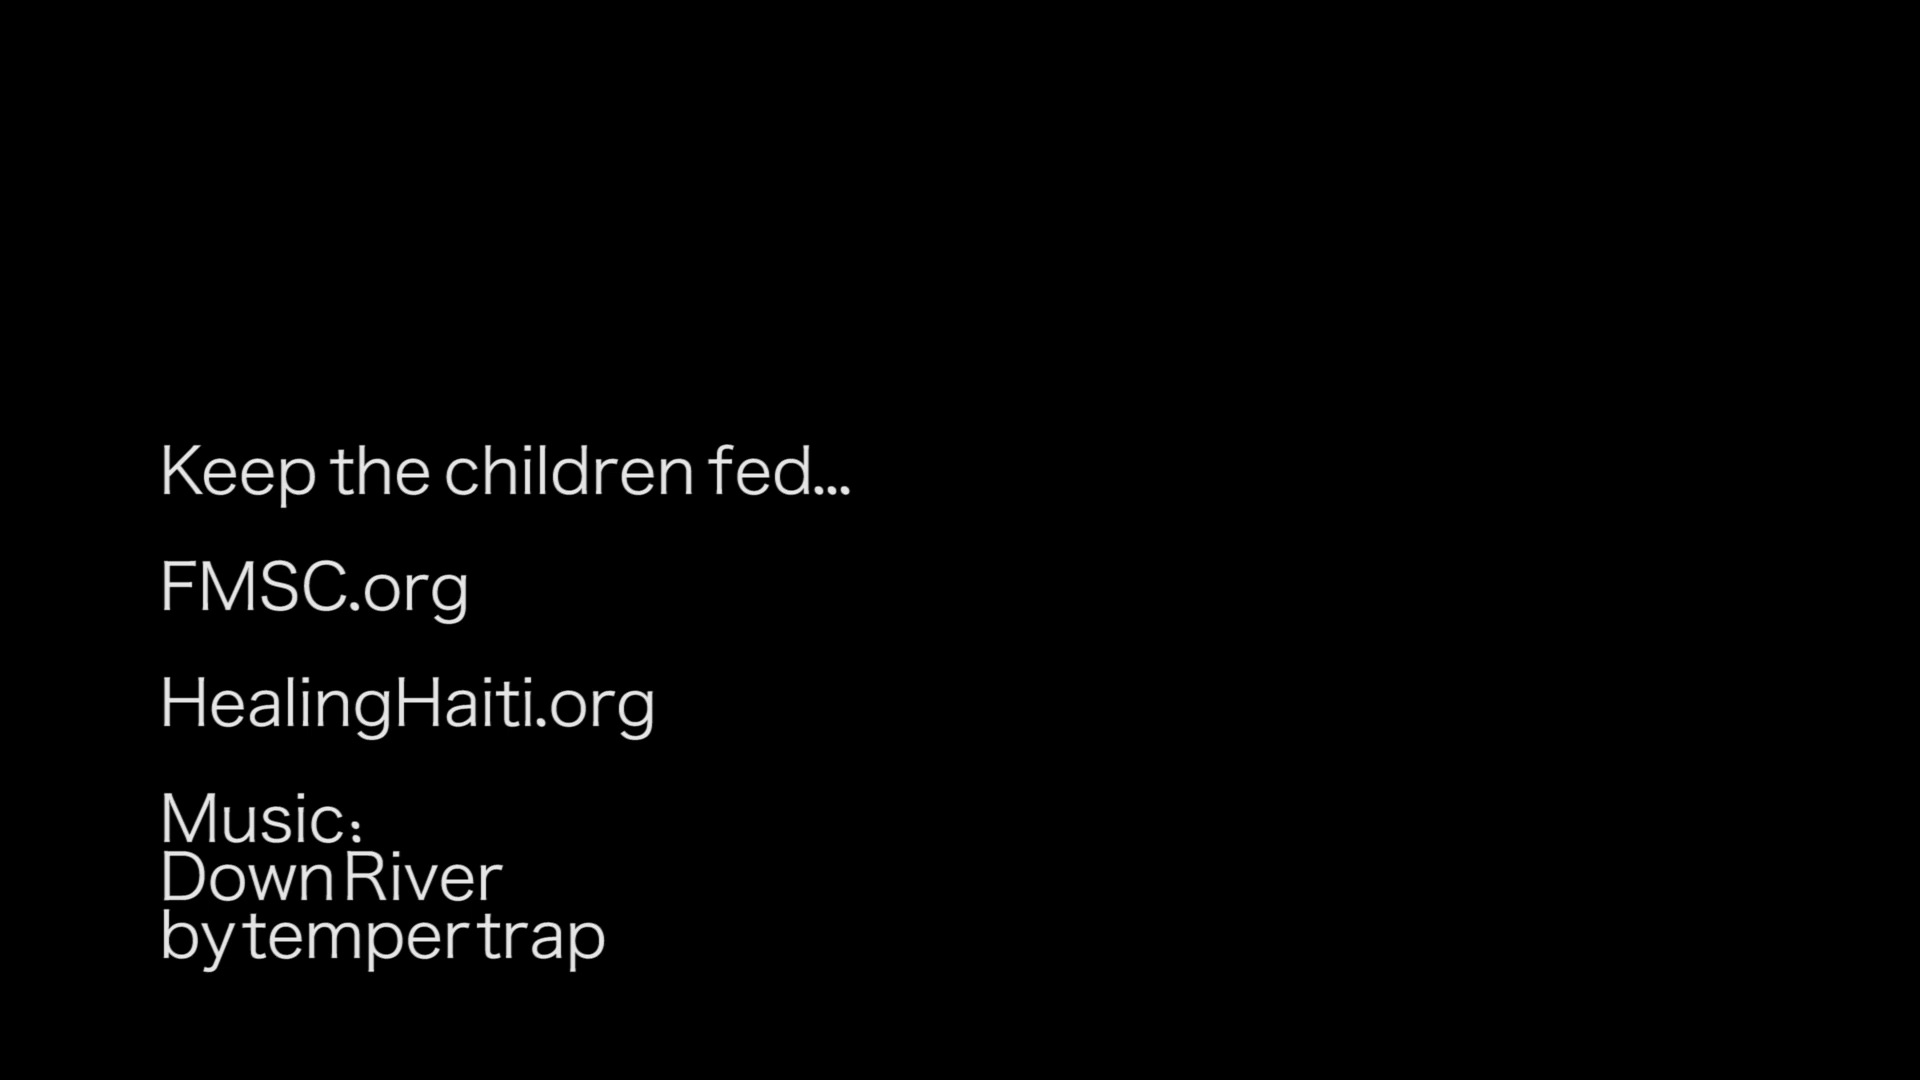 Keep the children fed...
FMSC.org
HealingHaiti.org
Music:
Down River
by temper trap